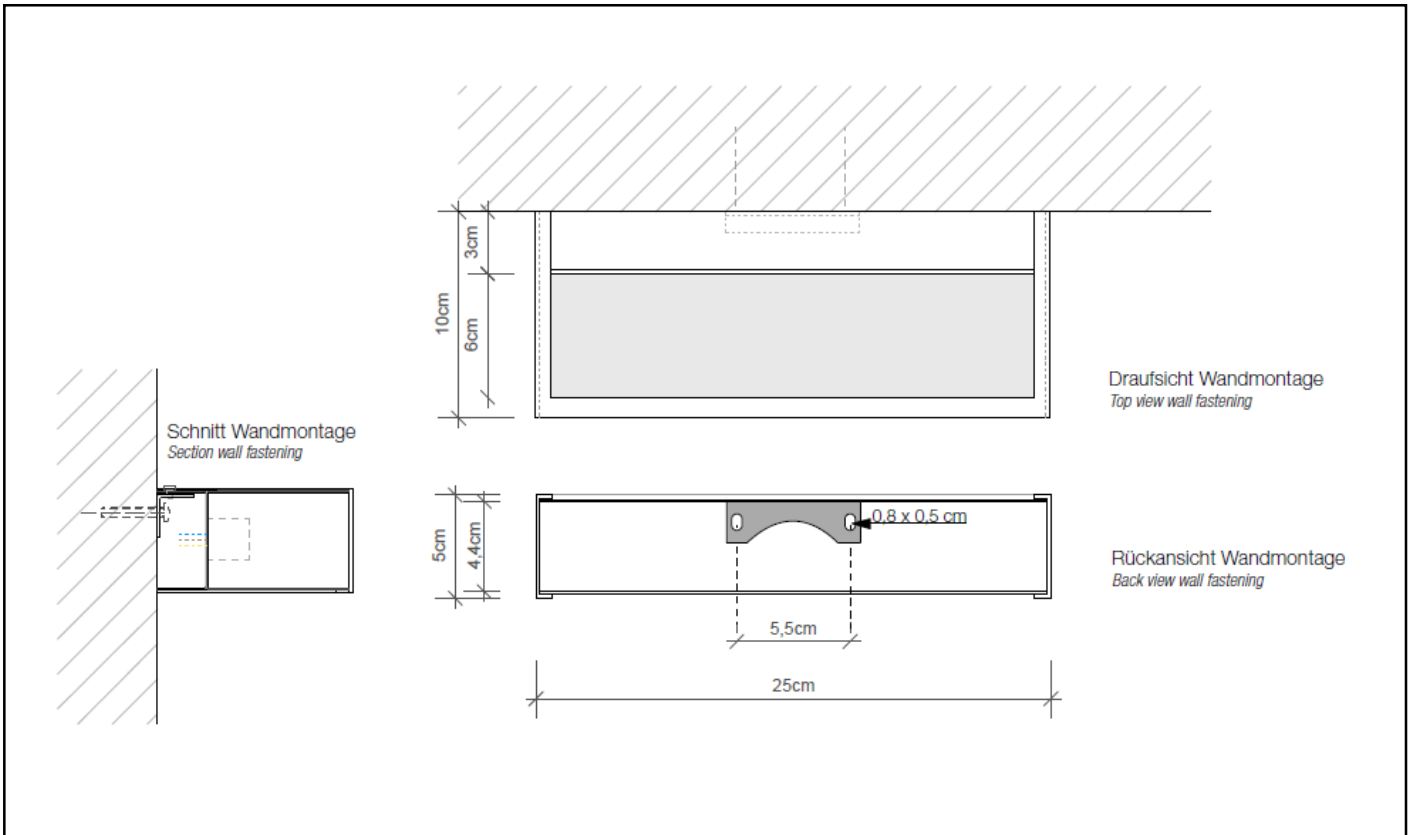 3cm
10cm
6cm
Draufsicht Wandmontage
Top view wall fastening
Schnitt Wandmontage
Section wall fastening
5cm
4,4cm
0,8 x 0,5 cm
Rückansicht Wandmontage
Back view wall fastening
5,5cm
25cm